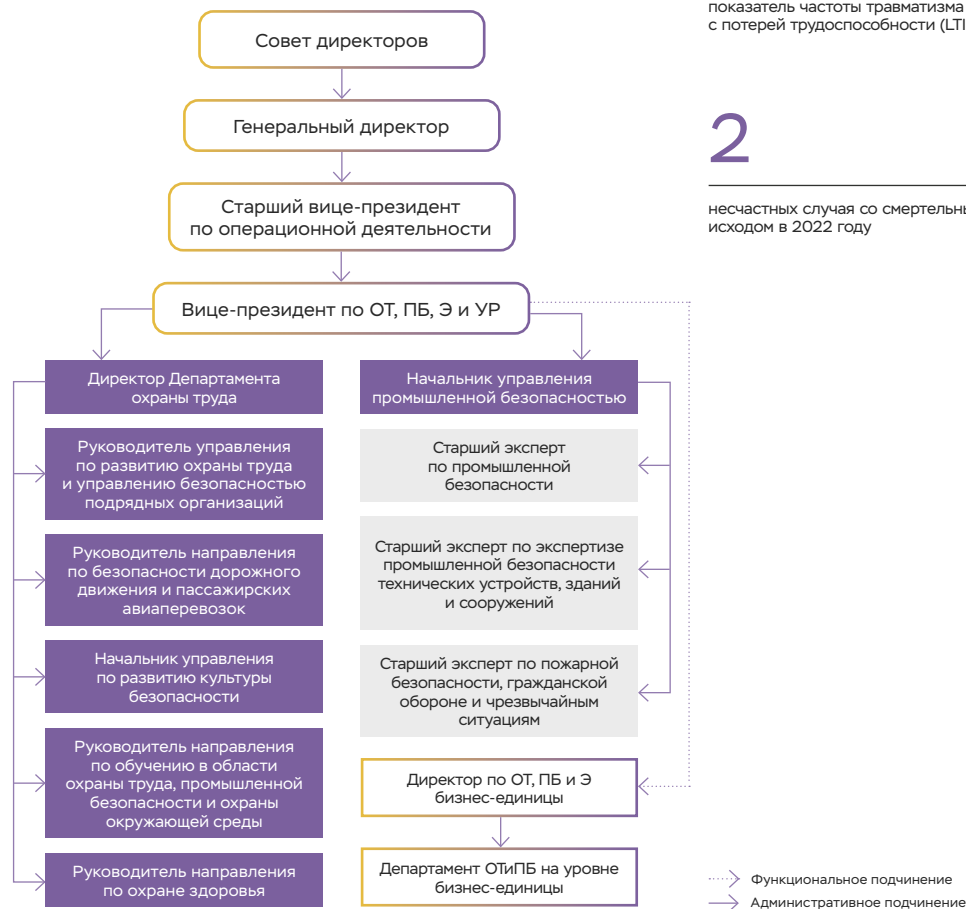 показатель частоты травматизма
с потерей трудоспособности (LTI
Совет директоров
Генеральный директор
2
несчастных случая со смертельн
исходом в 2022 году
Старший вице-президент
по операционной деятельности
Вице-президент по ОТ, ПБ, Э и УР
Директор Департамента
охраны труда
Руководитель управления
по развитию охраны труда
и управлению безопасностью
подрядных организаций
Руководитель направления
по безопасности дорожного
движения и пассажирских
авиаперевозок
Начальник управления
по развитию культуры
безопасности
Руководитель направления
по обучению в области
охраны труда, промышленной
безопасности и охраны
окружающей среды
Руководитель направления
по охране здоровья
Начальник управления
промышленной безопасностью
Старший эксперт
по промышленной
безопасности
Старший эксперт по экспертизе
промышленной безопасности
технических устройств, зданий
и сооружений
Старший эксперт по пожарной
безопасности, гражданской
обороне и чрезвычайным
ситуациям
Директор по ОТ, ПБ и Э
бизнес-единицы
Департамент ОТиПБ на уровне
бизнес-единицы
Функциональное подчинение
Административное подчинение